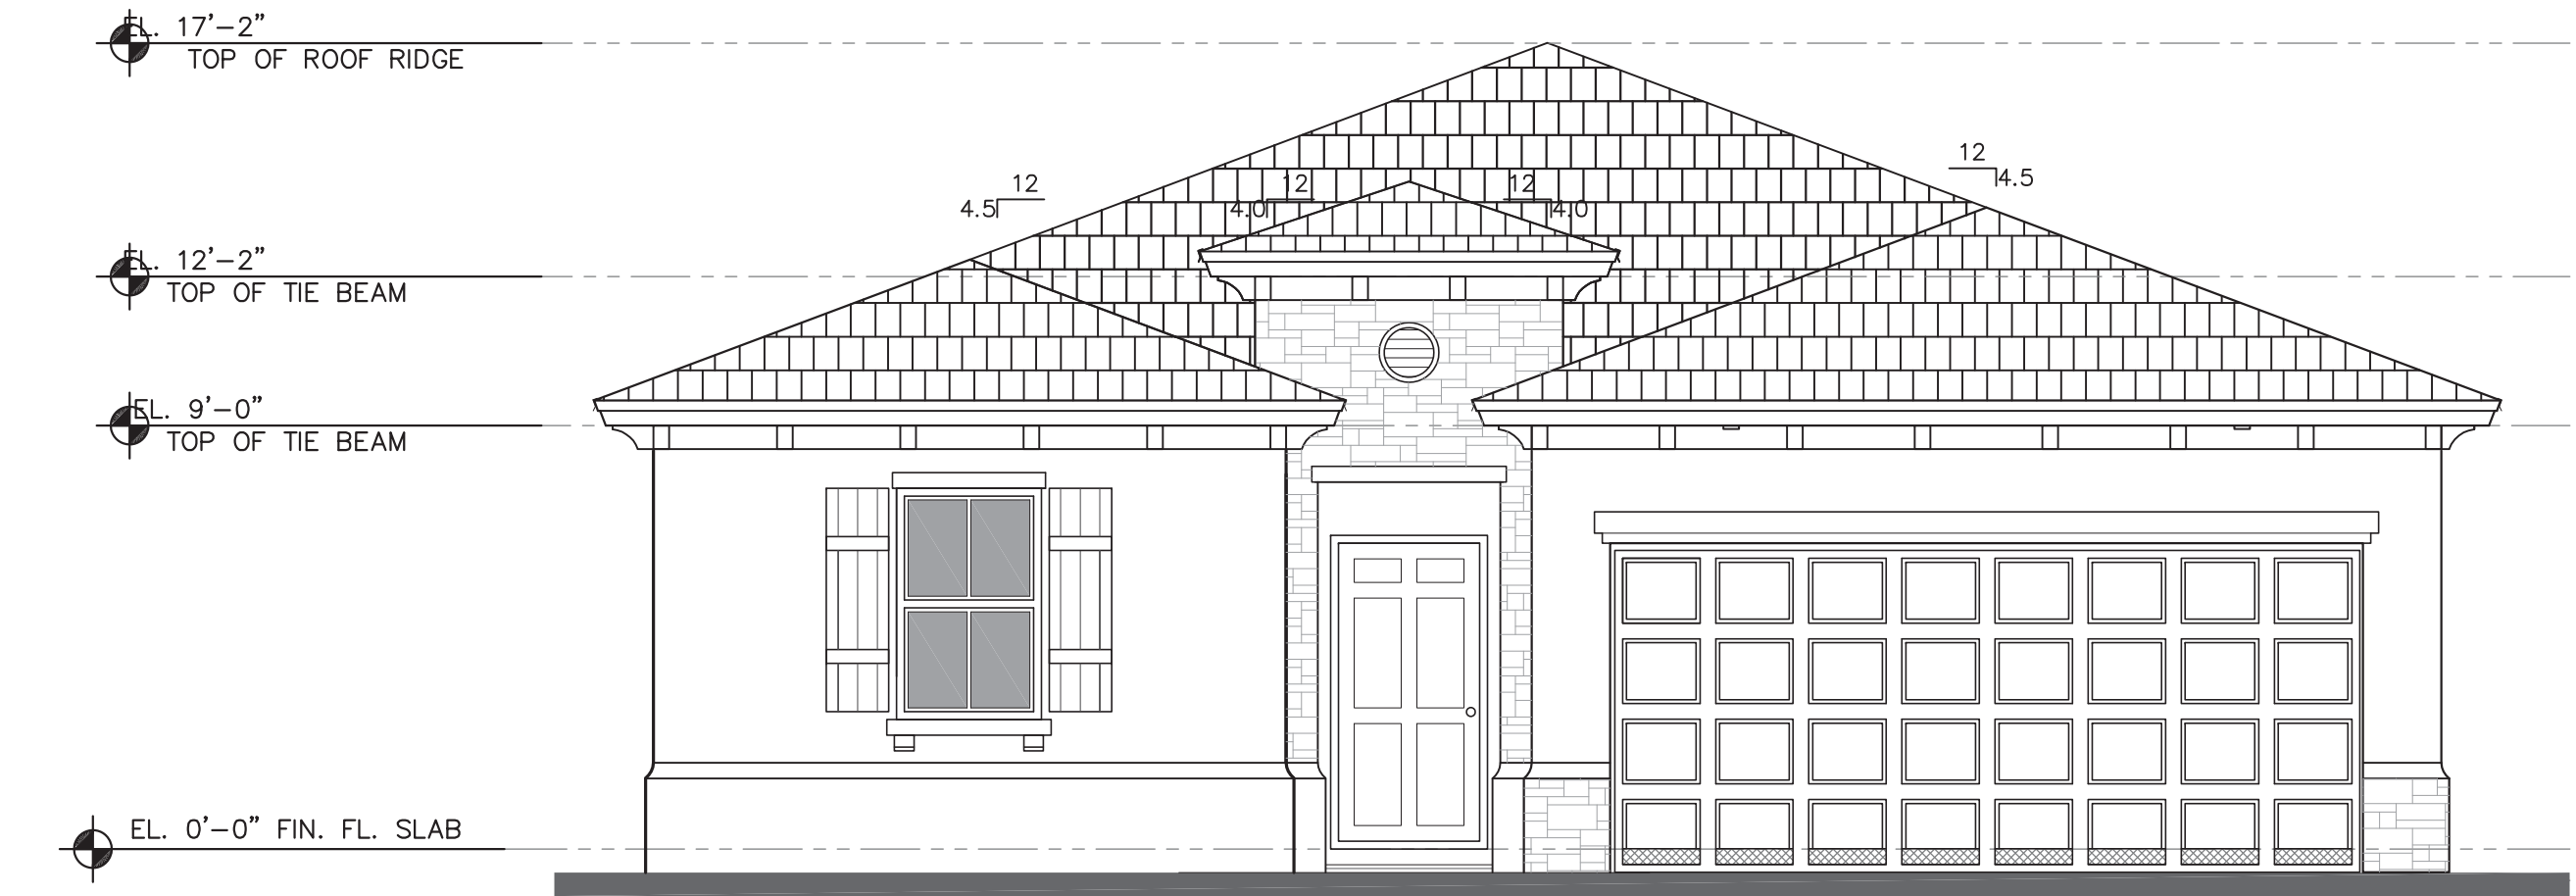 EL. 17'-2"
TOP OF ROOF RIDGE
12
4.5
12
4.5
12
4.0
12
4.0
EL. 12'-2"
TOP OF TIE BEAM
EL. 9'-0"
TOP OF TIE BEAM
EL. 0'-0" FIN. FL. SLAB